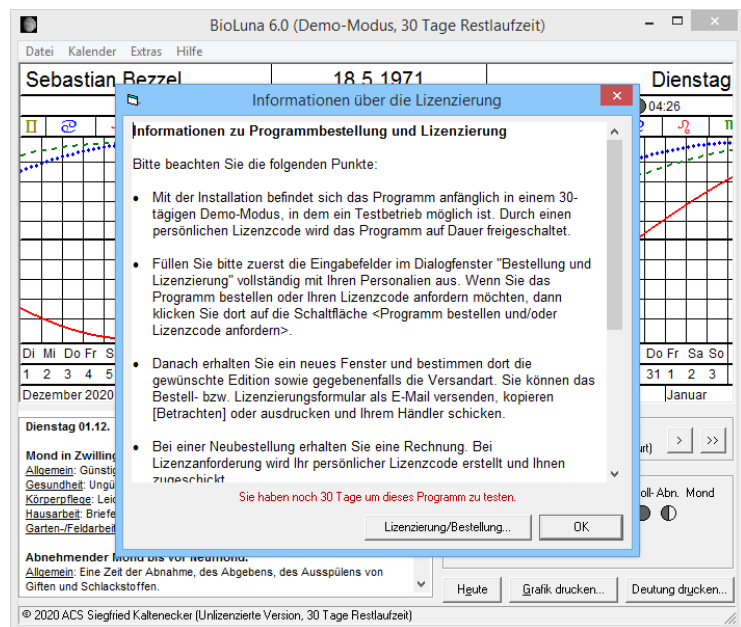 BioLuna 6.0 (Demo-Modus, 30 Tage Restlaufzeit)
Datei Kalender Extras Hilfe
Sebastian Bezzel 18.5.1971 Dienstag
04:26
Informationen über die Lizenzierung
Informationen zu Programmbestellung und Lizenzierung
Bitte beachten Sie die folgenden Punkte:
• Mit der Installation befindet sich das Programm anfänglich in einem 30-
tägigen Demo-Modus, in dem ein Testbetrieb möglich ist. Durch einen
persönlichen Lizenzcode wird das Programm auf Dauer freigeschaltet.
• Füllen Sie bitte zuerst die Eingabefelder im Dialogfenster "Bestellung und
Lizenzierung" vollständig mit Ihren Personalien aus. Wenn Sie das
Programm bestellen oder Ihren Lizenzcode anfordern möchten, dann
klicken Sie dort auf die Schaltfläche <Programm bestellen und/oder
Lizenzcode anfordern>.
• Danach erhalten Sie ein neues Fenster und bestimmen dort die
gewünschte Edition sowie gegebenenfalls die Versandart. Sie können das
Bestell- bzw. Lizenzierungsformular als E-Mail versenden, kopieren
[Betrachten] oder ausdrucken und Ihrem Händler schicken.
• Bei einer Neubestellung erhalten Sie eine Rechnung. Bei
Lizenzanforderung wird Ihr persönlicher Lizenzcode erstellt und Ihnen
zugeschickt
Sie haben noch 30 Tage um dieses Programm zu testen.
Lizenzierung/Bestellung... OK
Di Mi Do Fr S Do Fr Sa So
1 2 3 4 5 31 1 2 3
Dezember 2020 Januar
Dienstag 01.12.
Mond in Zwilling
Allgemein: Günstig
Gesundheit: Ungü
Körperpflege: Leic
Hausarbeit: Briefe
Garten-/Feldarbeit
urt) > >>
oll- Abn. Mond
Abnehmender Mond bis vor Neumond.
Allgemein: Eine Zeit der Abnahme, des Abgebens, des Ausspülens von
Giften und Schlackstoffen.
Heute Grafik drucken... Deutung drucken...
© 2020 ACS Siegfried Kaltenecker (Unlizenzierte Version, 30 Tage Restlaufzeit)